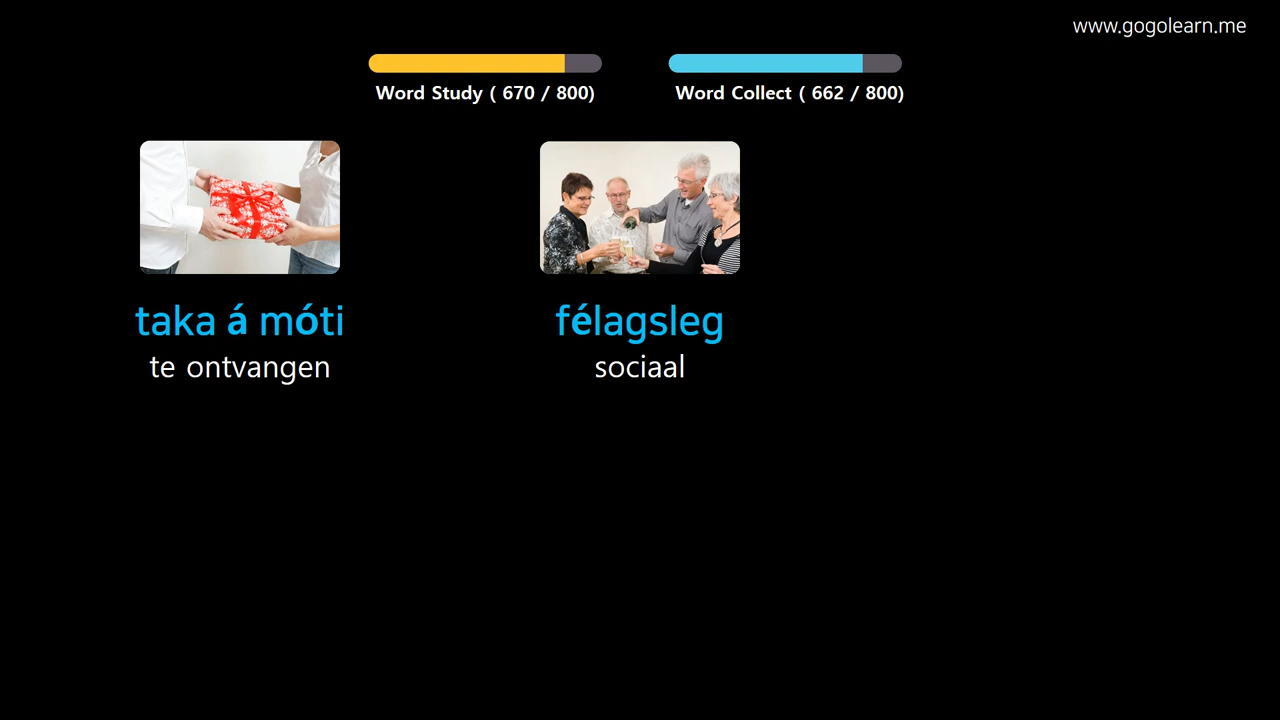 www.gogolearn.me
Word Study ( 670 / 800)
Word Collect ( 662 / 800)
taka á móti
te ontvangen
félagsleg
sociaal